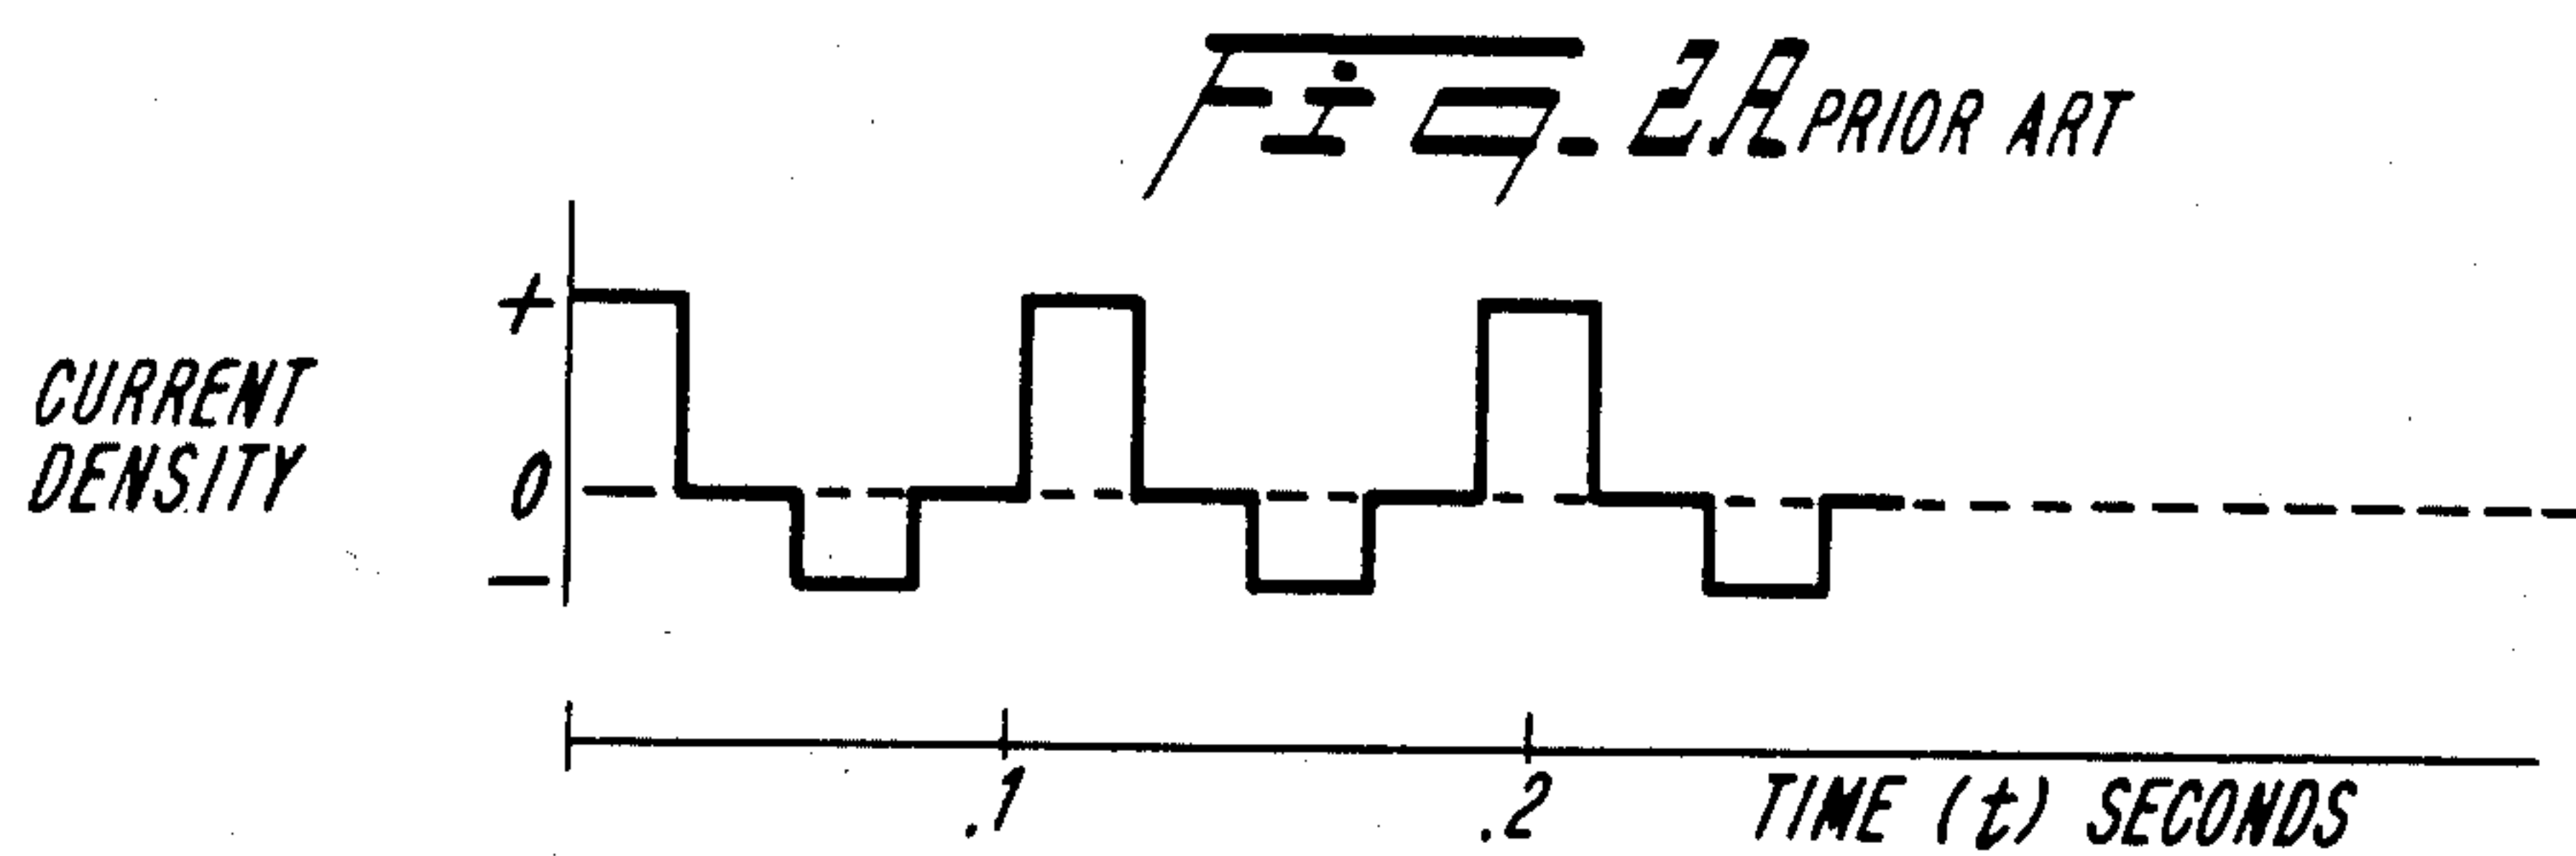 Fig. 2A PRIOR ART
+
CURRENT
DENSITY
0
—
.1
.2
TIME (t) SECONDS